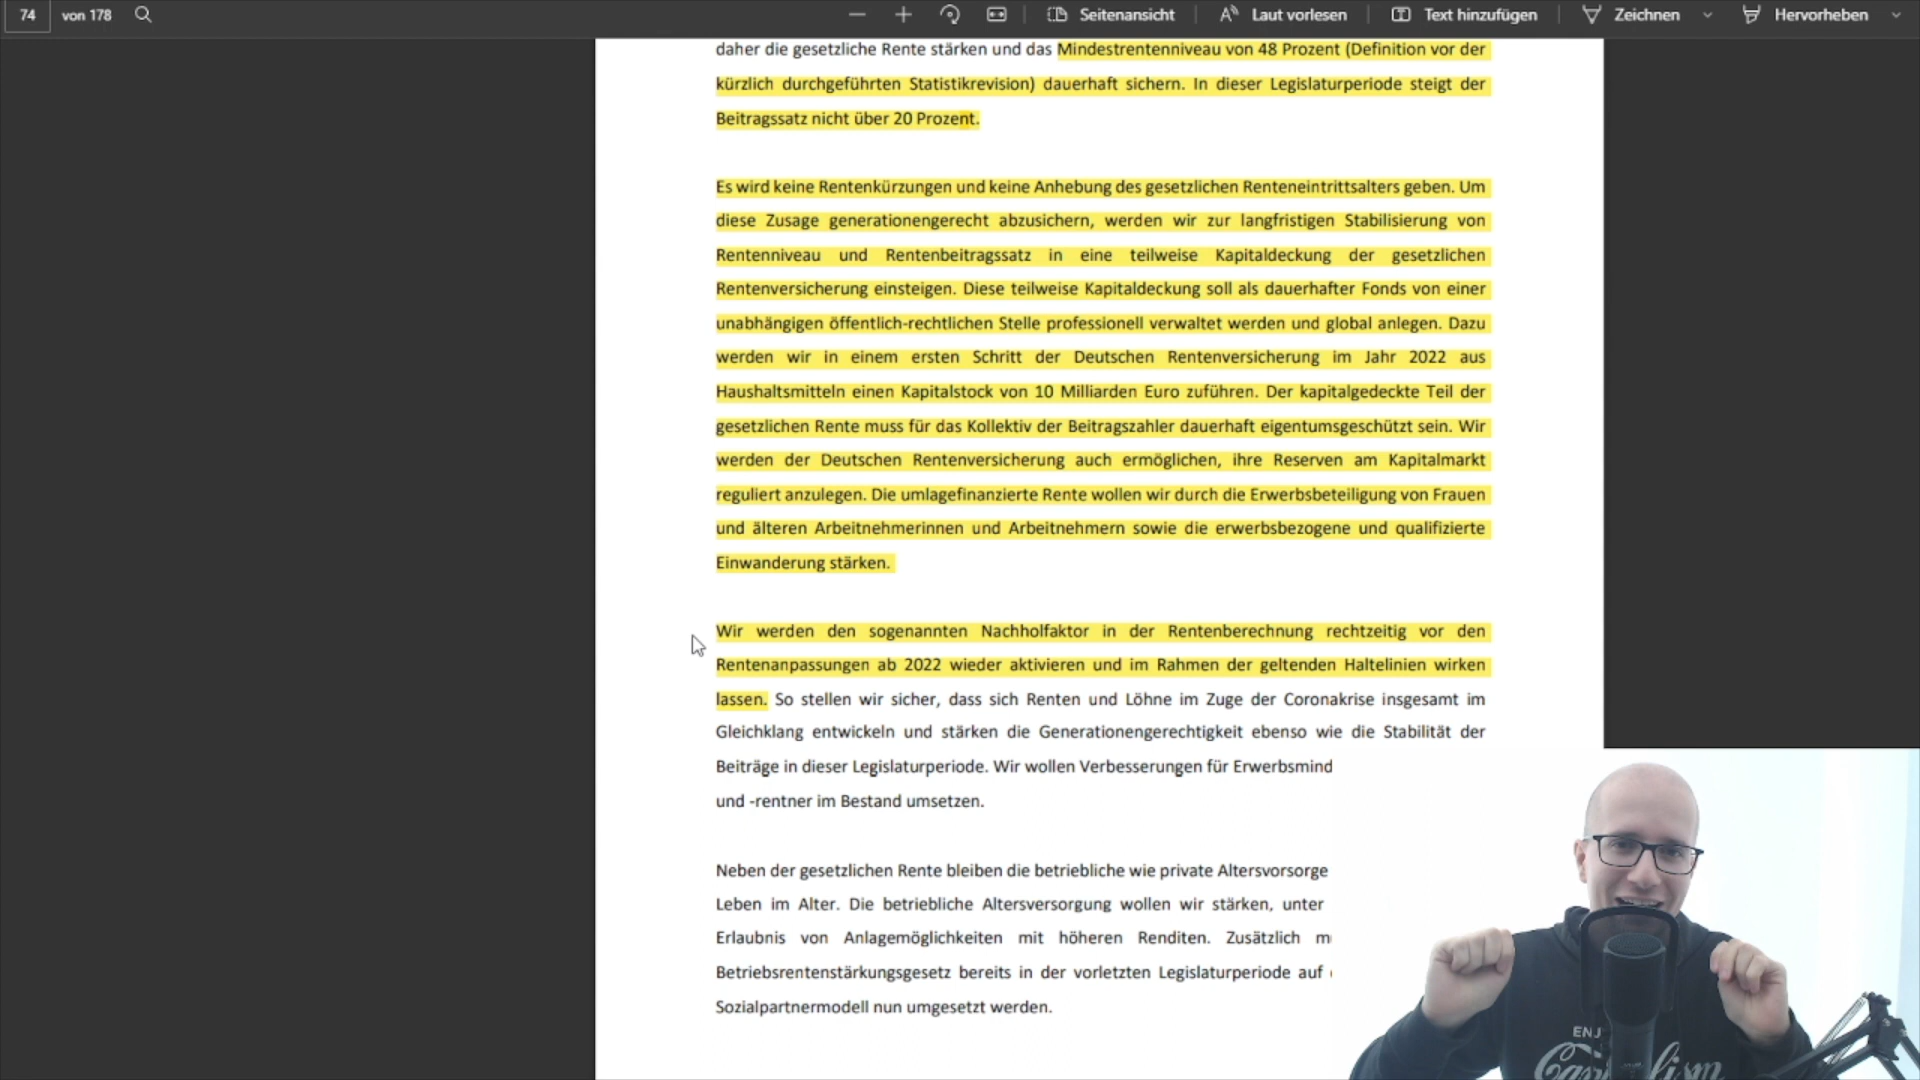 74 von 178 Seitenansicht Laut vorlesen Text hinzufügen Zeichnen Hervorheben
daher die gesetzliche Rente stärken und das Mindestrentenniveau von 48 Prozent (Definition vor der
kürzlich durchgeführten Statistikrevision) dauerhaft sichern. In dieser Legislaturperiode steigt der
Beitragssatz nicht über 20 Prozent.
Es wird keine Rentenkürzungen und keine Anhebung des gesetzlichen Renteneintrittsalters geben. Um
diese Zusage generationengerecht abzusichern, werden wir zur langfristigen Stabilisierung von
Rentenniveau und Rentenbeitragssatz in eine teilweise Kapitaldeckung der gesetzlichen
Rentenversicherung einsteigen. Diese teilweise Kapitaldeckung soll als dauerhafter Fonds von einer
unabhängigen öffentlich-rechtlichen Stelle professionell verwaltet werden und global anlegen. Dazu
werden wir in einem ersten Schritt der Deutschen Rentenversicherung im Jahr 2022 aus
Haushaltsmitteln einen Kapitalstock von 10 Milliarden Euro zuführen. Der kapitalgedeckte Teil der
gesetzlichen Rente muss für das Kollektiv der Beitragszahler dauerhaft eigentumsgeschützt sein. Wir
werden der Deutschen Rentenversicherung auch ermöglichen, ihre Reserven am Kapitalmarkt
reguliert anzulegen. Die umlagefinanzierte Rente wollen wir durch die Erwerbsbeteiligung von Frauen
und älteren Arbeitnehmerinnen und Arbeitnehmern sowie die erwerbsbezogene und qualifizierte
Einwanderung stärken.
Wir werden den sogenannten Nachholfaktor in der Rentenberechnung rechtzeitig vor den
Rentenanpassungen ab 2022 wieder aktivieren und im Rahmen der geltenden Haltelinien wirken
lassen. So stellen wir sicher, dass sich Renten und Löhne im Zuge der Coronakrise insgesamt im
Gleichklang entwickeln und stärken die Generationengerechtigkeit ebenso wie die Stabilität der
Beiträge in dieser Legislaturperiode. Wir wollen Verbesserungen für Erwerbsmind
und -rentner im Bestand umsetzen.
Neben der gesetzlichen Rente bleiben die betriebliche wie private Altersvorsorge
Leben im Alter. Die betriebliche Altersversorgung wollen wir stärken, unter
Erlaubnis von Anlagemöglichkeiten mit höheren Renditen. Zusätzlich m
Betriebsrentenstärkungsgesetz bereits in der vorletzten Legislaturperiode auf
Sozialpartnermodell nun umgesetzt werden.
ENJ